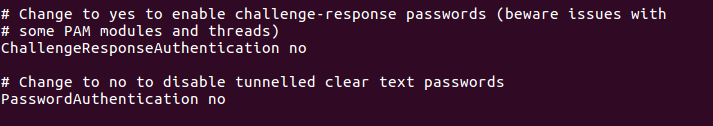 # Change to yes to enable challenge-response passwords (beware issues with
# some PAM modules and threads)
ChallengeResponseAuthentication no
# Change to no to disable tunnelled clear text passwords
PasswordAuthentication no